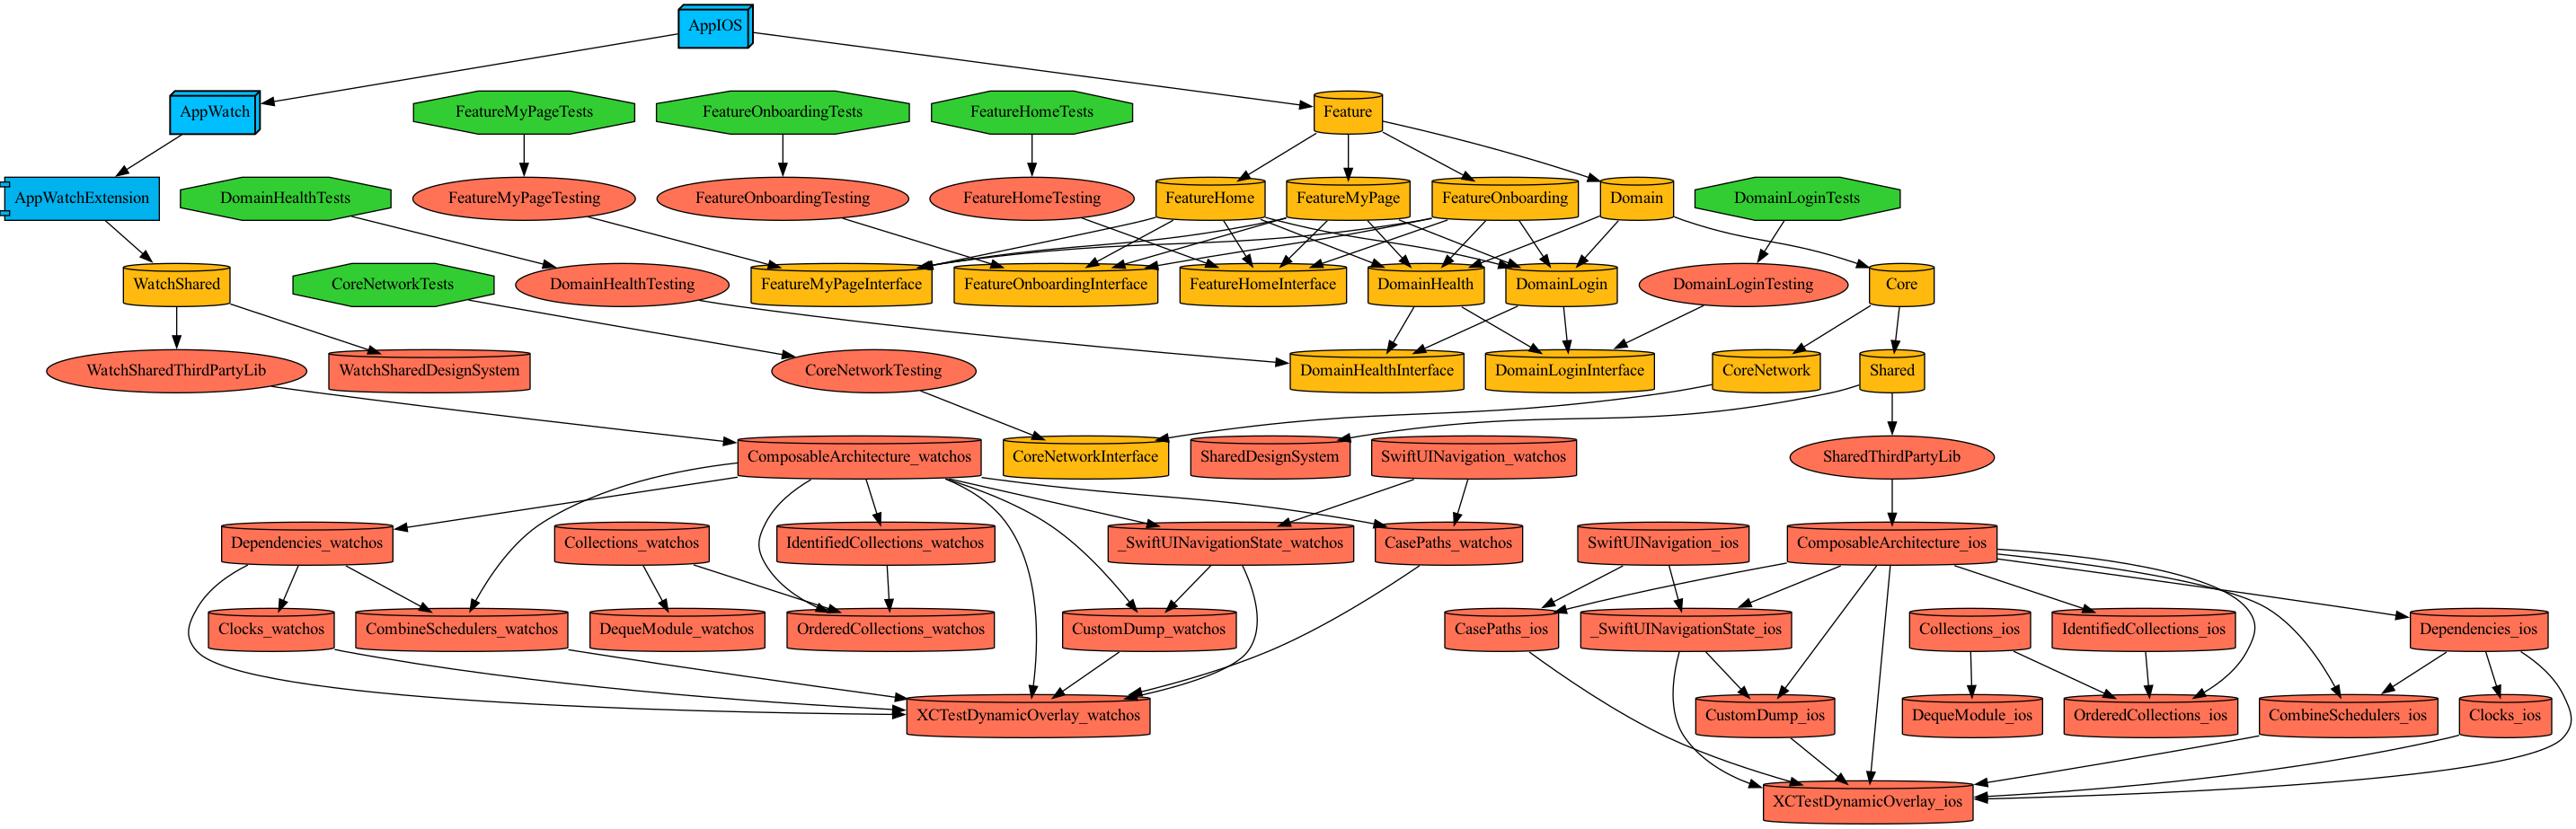 AppIOS
AppWatch
FeatureMyPageTests
FeatureOnboardingTests
FeatureHomeTests
Feature
AppWatchExtension
DomainHealthTests
FeatureMyPageTesting
FeatureOnboardingTesting
FeatureHomeTesting
FeatureHome
FeatureMyPage
FeatureOnboarding
Domain
DomainLoginTests
WatchShared
CoreNetworkTests
DomainHealthTesting
FeatureMyPageInterface
FeatureOnboardingInterface
FeatureHomeInterface
DomainHealth
DomainLogin
DomainLoginTesting
Core
WatchSharedThirdPartyLib
WatchSharedDesignSystem
CoreNetworkTesting
DomainHealthInterface
DomainLoginInterface
CoreNetwork
Shared
ComposableArchitecture_watchos
CoreNetworkInterface
SharedDesignSystem
SwiftUINavigation_watchos
SharedThirdPartyLib
Dependencies_watchos
Collections_watchos
IdentifiedCollections_watchos
_SwiftUINavigationState_watchos
CasePaths_watchos
SwiftUINavigation_ios
ComposableArchitecture_ios
Clocks_watchos
CombineSchedulers_watchos
DequeModule_watchos
OrderedCollections_watchos
CustomDump_watchos
CasePaths_ios
_SwiftUINavigationState_ios
Collections_ios
IdentifiedCollections_ios
Dependencies_ios
XCTestDynamicOverlay_watchos
CustomDump_ios
DequeModule_ios
OrderedCollections_ios
CombineSchedulers_ios
Clocks_ios
XCTestDynamicOverlay_ios